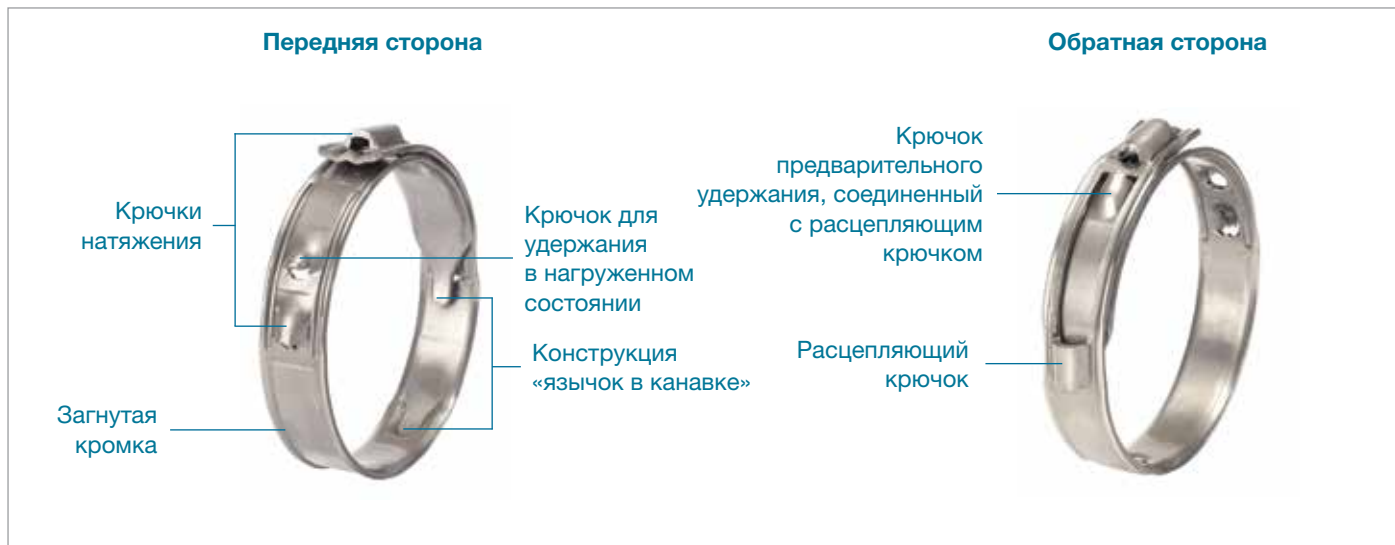 Передняя сторона
Обратная сторона
Крючки
натяжения
Крючок для
удержания
в нагруженном
состоянии
Конструкция
«язычок в канавке»
Загнутая
кромка
Крючок
предварительного
удержания, соединенный
с расцепляющим
крючком
Расцепляющий
крючок